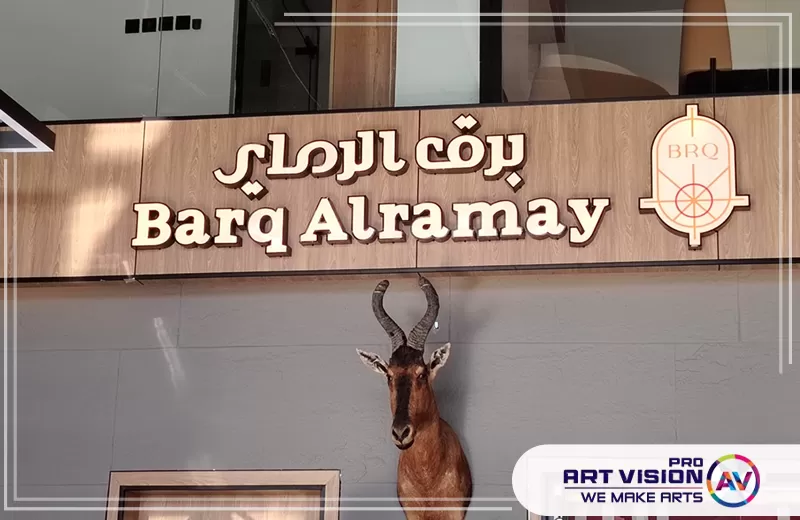 برق الرماي
Barq Alramay
BRQ
PRO
ART VISION
WE MAKE ARTS
AV